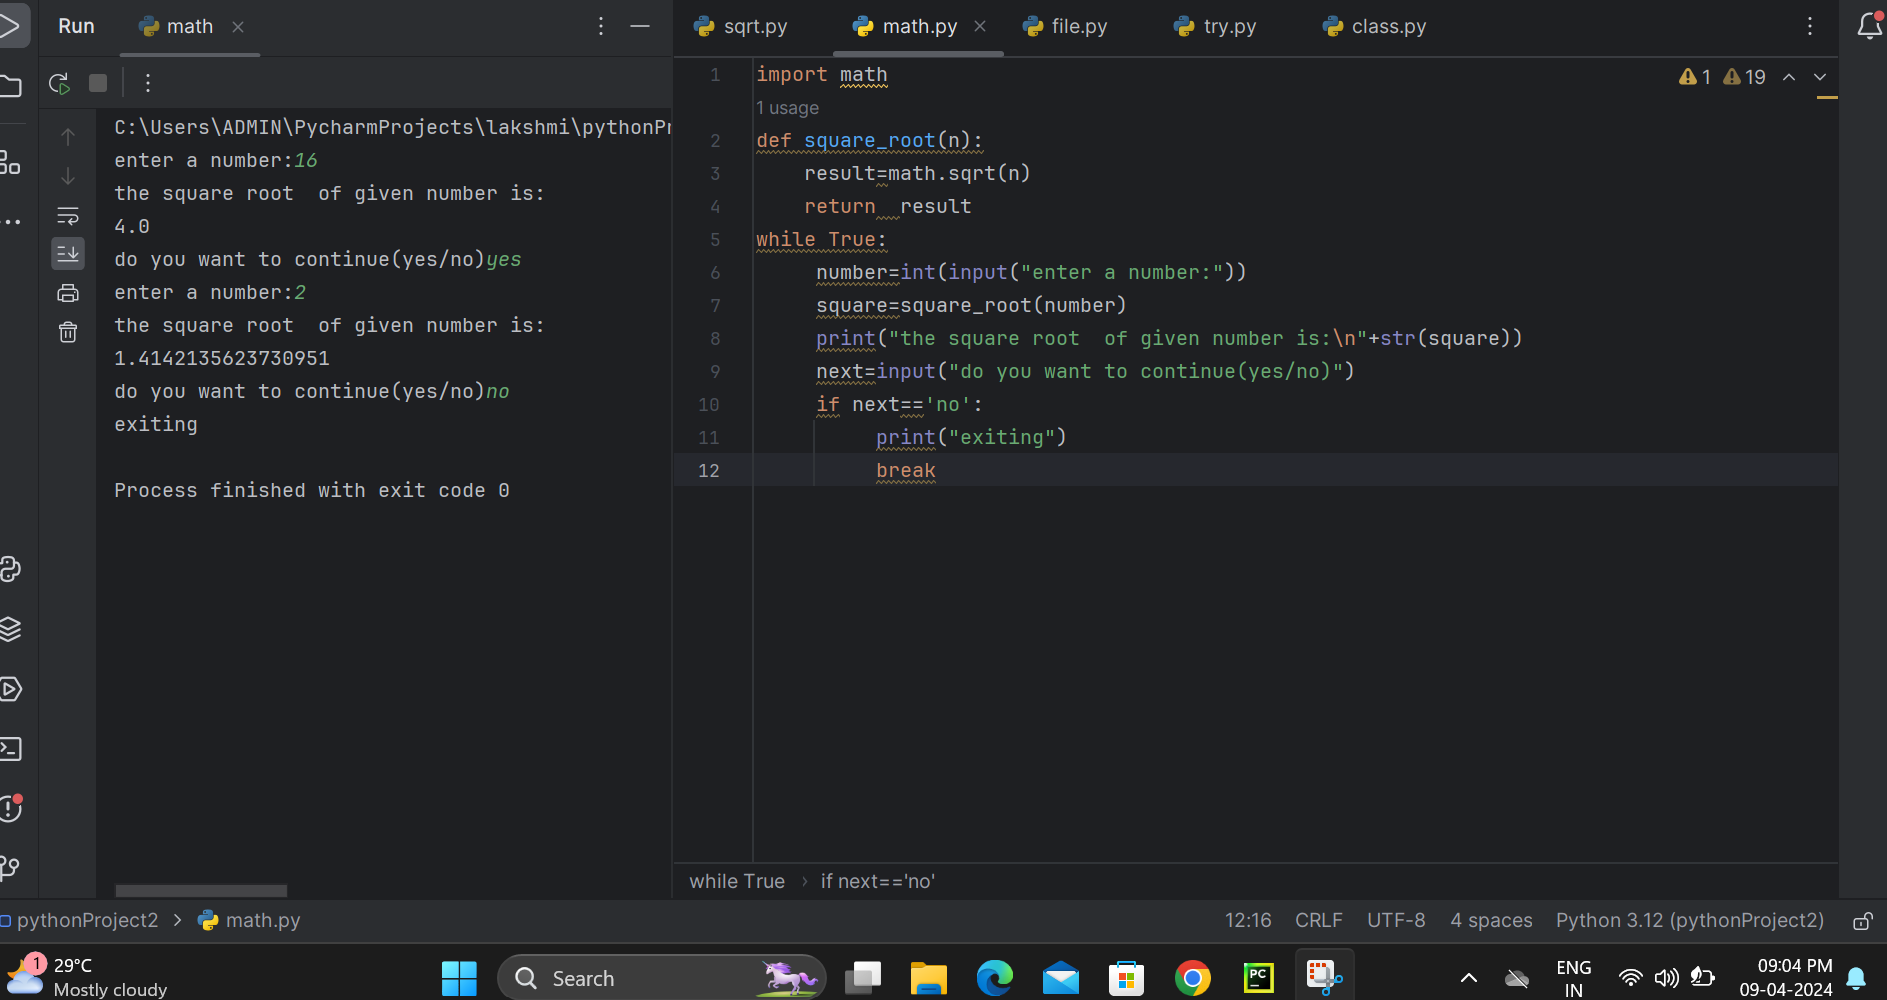 Run
math
C:\Users\ADMIN\PycharmProjects\lakshmi\pythonPr
enter a number:16
the square root  of given number is:
4.0
do you want to continue(yes/no)yes
enter a number:2
the square root  of given number is:
1.4142135623730951
do you want to continue(yes/no)no
exiting
Process finished with exit code 0
sqrt.py
math.py
file.py
try.py
class.py
1 19
1 import math
1 usage
2 def square_root(n):
3     result=math.sqrt(n)
4     return  result
5 while True:
6      number=int(input("enter a number:"))
7      square=square_root(number)
8      print("the square root  of given number is:\n"+str(square))
9      next=input("do you want to continue(yes/no)")
10      if next=='no':
11           print("exiting")
12           break
while True › if next=='no'
pythonProject2 > math.py
12:16 CRLF UTF-8 4 spaces Python 3.12 (pythonProject2)
1
29°C
Mostly cloudy
Search
PC
ENG
IN
09:04 PM
09-04-2024